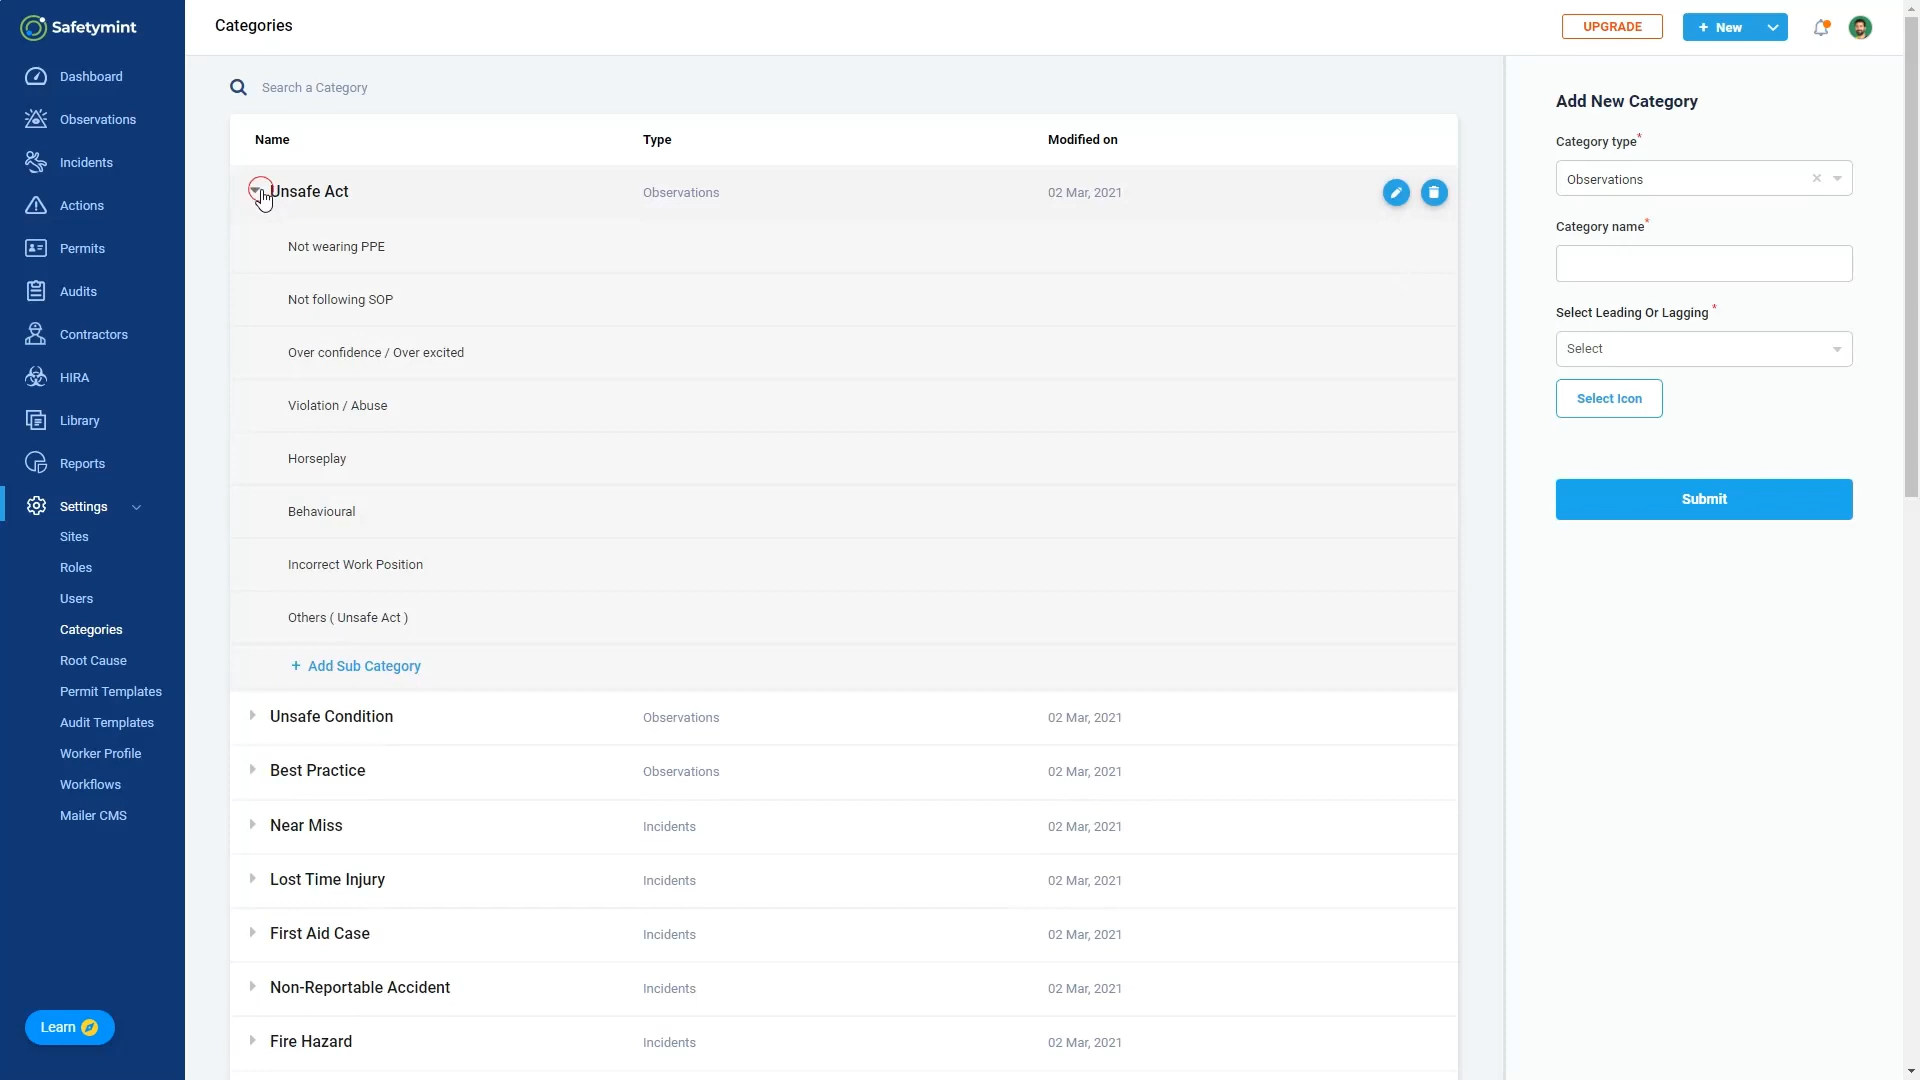 Safetymint
Categories
UPGRADE
+ New
Dashboard
Observations
Incidents
Actions
Permits
Audits
Contractors
HIRA
Library
Reports
Settings
Sites
Roles
Users
Categories
Root Cause
Permit Templates
Audit Templates
Worker Profile
Workflows
Mailer CMS
Learn
Search a Category
Name Type Modified on
Unsafe Act Observations 02 Mar, 2021
Not wearing PPE
Not following SOP
Over confidence / Over excited
Violation / Abuse
Horseplay
Behavioural
Incorrect Work Position
Others ( Unsafe Act )
+ Add Sub Category
Unsafe Condition Observations 02 Mar, 2021
Best Practice Observations 02 Mar, 2021
Near Miss Incidents 02 Mar, 2021
Lost Time Injury Incidents 02 Mar, 2021
First Aid Case Incidents 02 Mar, 2021
Non-Reportable Accident Incidents 02 Mar, 2021
Fire Hazard Incidents 02 Mar, 2021
Add New Category
Category type*
Observations
Category name*
Select Leading Or Lagging *
Select
Select Icon
Submit